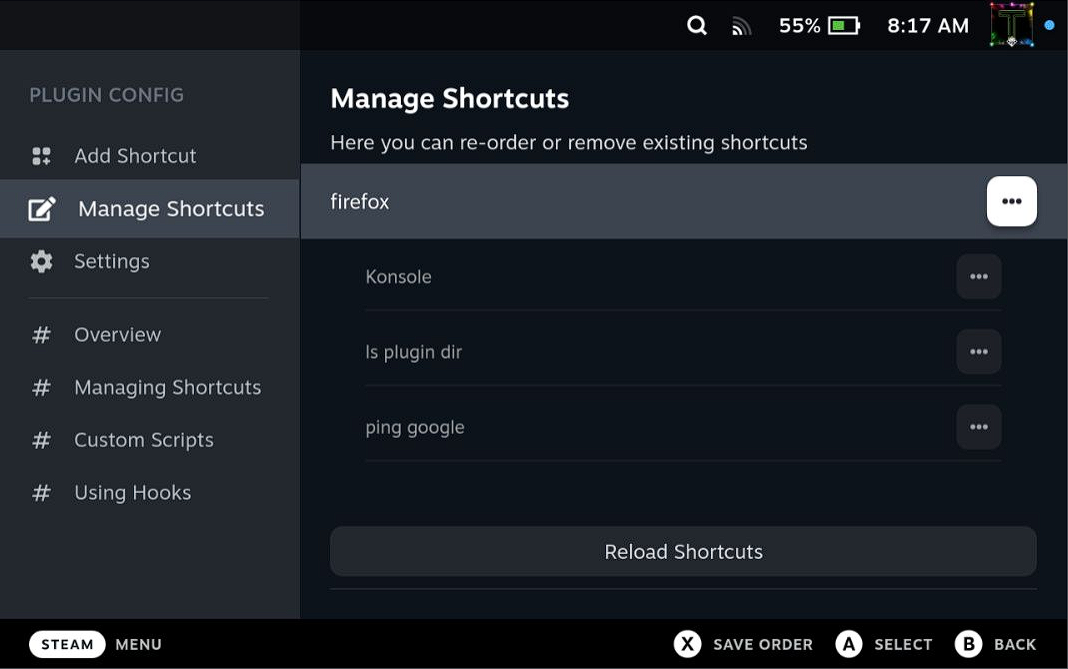 55% 8:17 AM T
PLUGIN CONFIG
Add Shortcut
Manage Shortcuts
Settings
# Overview
# Managing Shortcuts
# Custom Scripts
# Using Hooks
Manage Shortcuts
Here you can re-order or remove existing shortcuts
firefox
Konsole
ls plugin dir
ping google
Reload Shortcuts
STEAM MENU X SAVE ORDER A SELECT B BACK